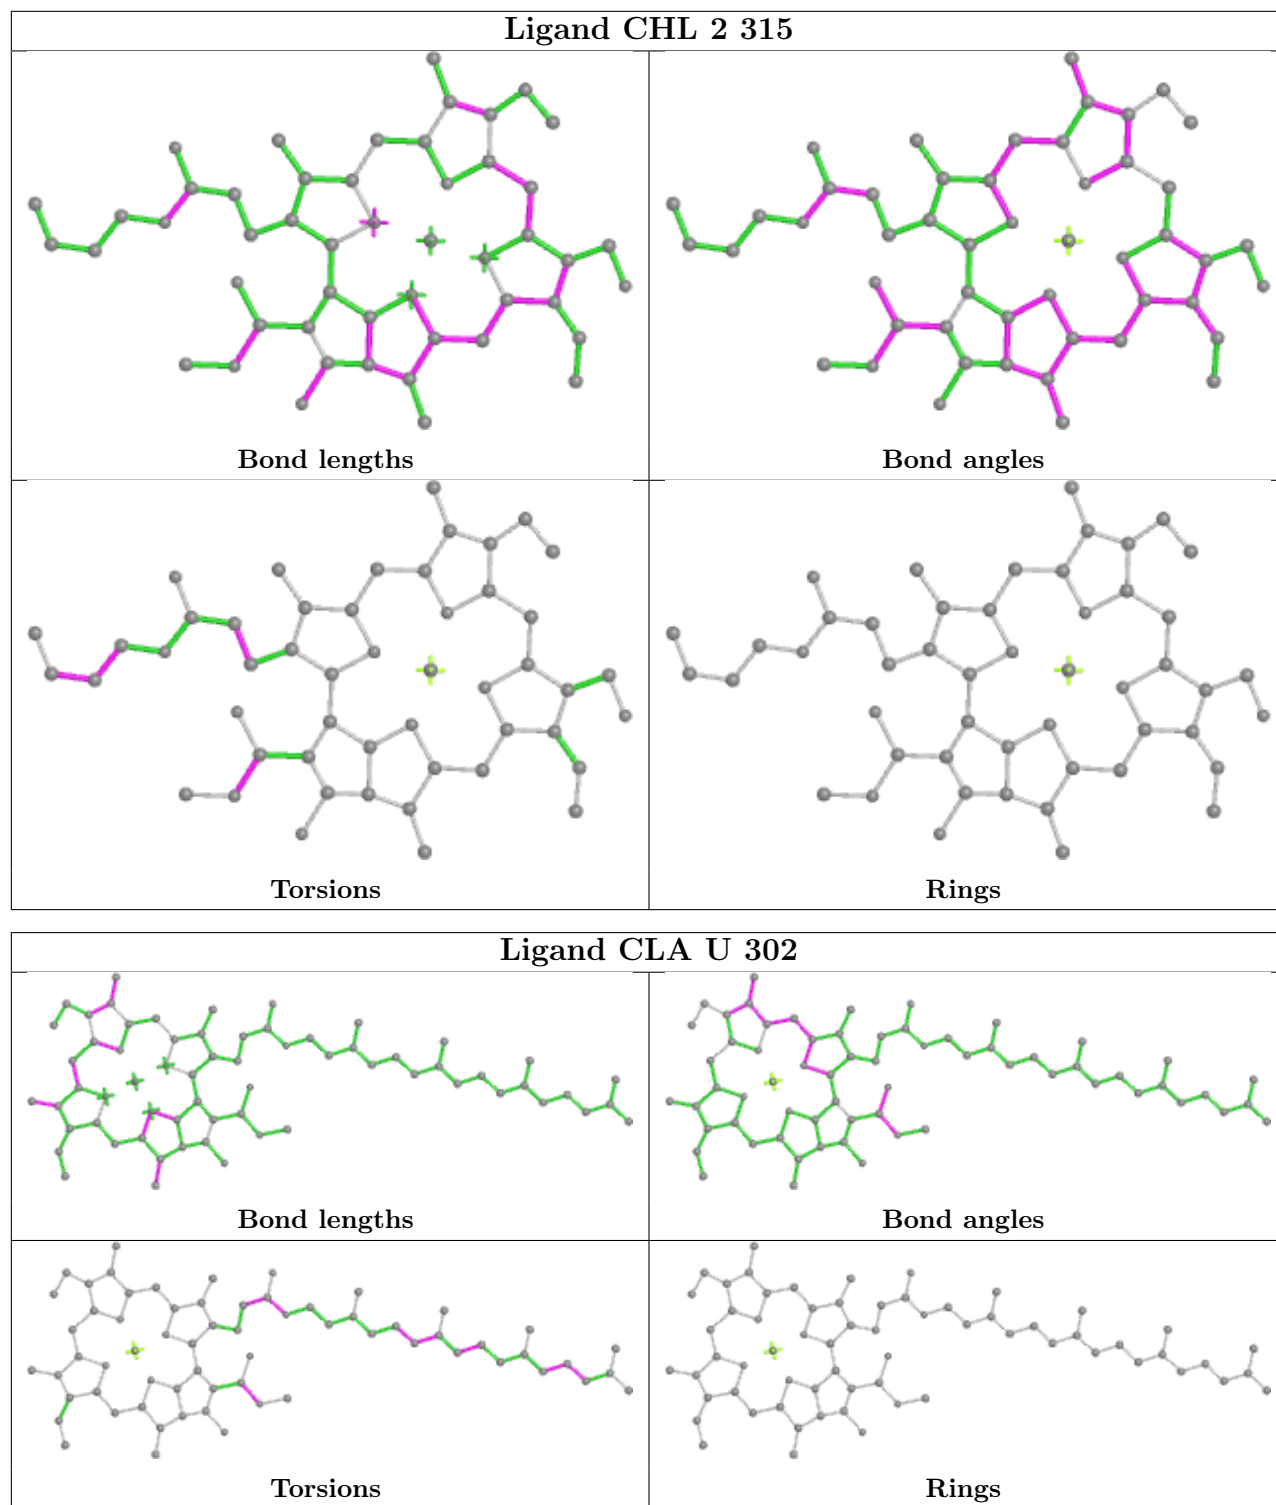 Ligand CHL 2 315
Bond lengths
Bond angles
Torsions
Rings
Ligand CLA U 302
Bond lengths
Bond angles
Torsions
Rings